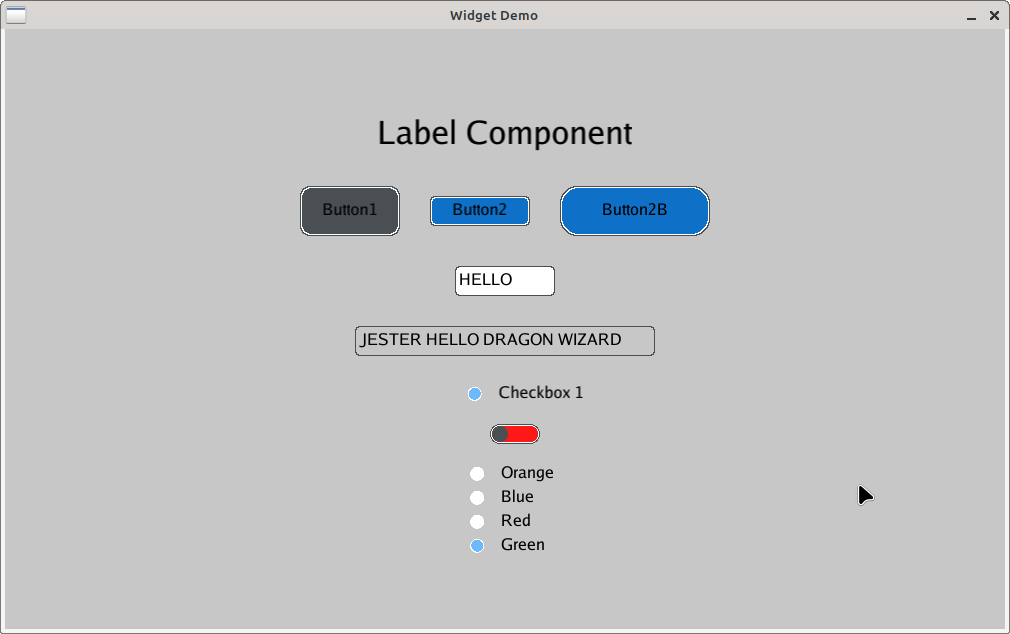 Widget Demo
Label Component
Button1 Button2 Button2B
HELLO
JESTER HELLO DRAGON WIZARD
Checkbox 1
Orange
Blue
Red
Green